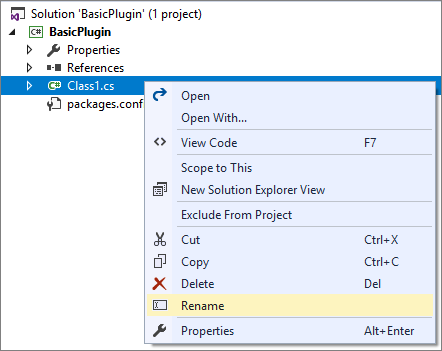 Solution 'BasicPlugin' (1 project)
C# BasicPlugin
Properties
References
C# Class1.cs
packages.conf
Open
Open With...
View Code F7
Scope to This
New Solution Explorer View
Exclude From Project
Cut Ctrl+X
Copy Ctrl+C
Delete Del
Rename
Properties Alt+Enter